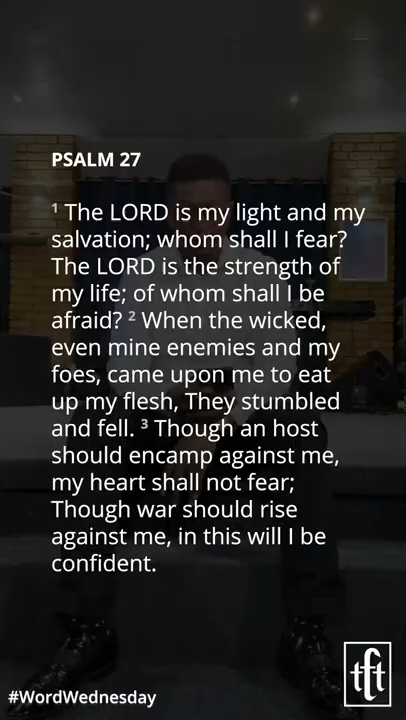 PSALM 27
¹ The LORD is my light and my
salvation; whom shall I fear?
The LORD is the strength of
my life; of whom shall I be
afraid? ² When the wicked,
even mine enemies and my
foes, came upon me to eat
up my flesh, They stumbled
and fell. ³ Though an host
should encamp against me,
my heart shall not fear;
Though war should rise
against me, in this will I be
confident.
#WordWednesday
tft